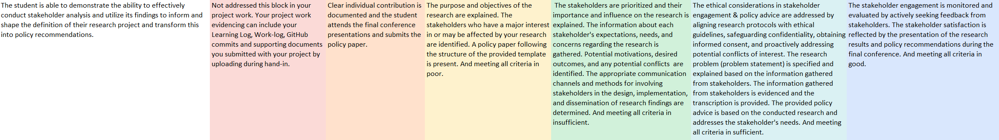 The student is able to demonstrate the ability to effectively
conduct stakeholder analysis and utilize its findings to inform and
shape the definition of their research project and transform this
into policy recommendations.
Not addressed this block in your
project work. Your project work
evidencing can include your
Learning Log, Work-log, GitHub
commits and supporting documents
you submitted with your project by
uploading during hand-in.
Clear individual contribution is
documented and the student
attends the final conference
presentations and submits the
policy paper.
The purpose and objectives of the
research are explained. The
stakeholders who have a major interest
in or may be affected by your research
are identified. A policy paper following
the structure of the provided template
is present. And meeting all criteria in
poor.
The stakeholders are prioritized and their
importance and influence on the research is
explained. The information about each
stakeholder's expectations, needs, and
concerns regarding the research is
gathered. Potential motivations, desired
outcomes, and any potential conflicts  are
identified. The appropriate communication
channels and methods for involving
stakeholders in the design, implementation,
and dissemination of research findings are
determined. And meeting all criteria in
insufficient.
The ethical considerations in stakeholder
engagement & policy advice are addressed by
aligning research protocols with ethical
guidelines, safeguarding confidentiality, obtaining
informed consent, and proactively addressing
potential conflicts of interest. The research
problem (problem statement) is specified and
explained based on the information gathered
from stakeholders. The information gathered
from stakeholders is evidenced and the
transcription is provided. The provided policy
advice is based on the conducted research and
addresses the stakeholder's needs. And meeting
all criteria in sufficient.
The stakeholder engagement is monitored and
evaluated by actively seeking feedback from
stakeholders. The stakeholder satisfaction is
reflected by the presentation of the research
results and policy recommendations during the
final conference. And meeting all criteria in
good.